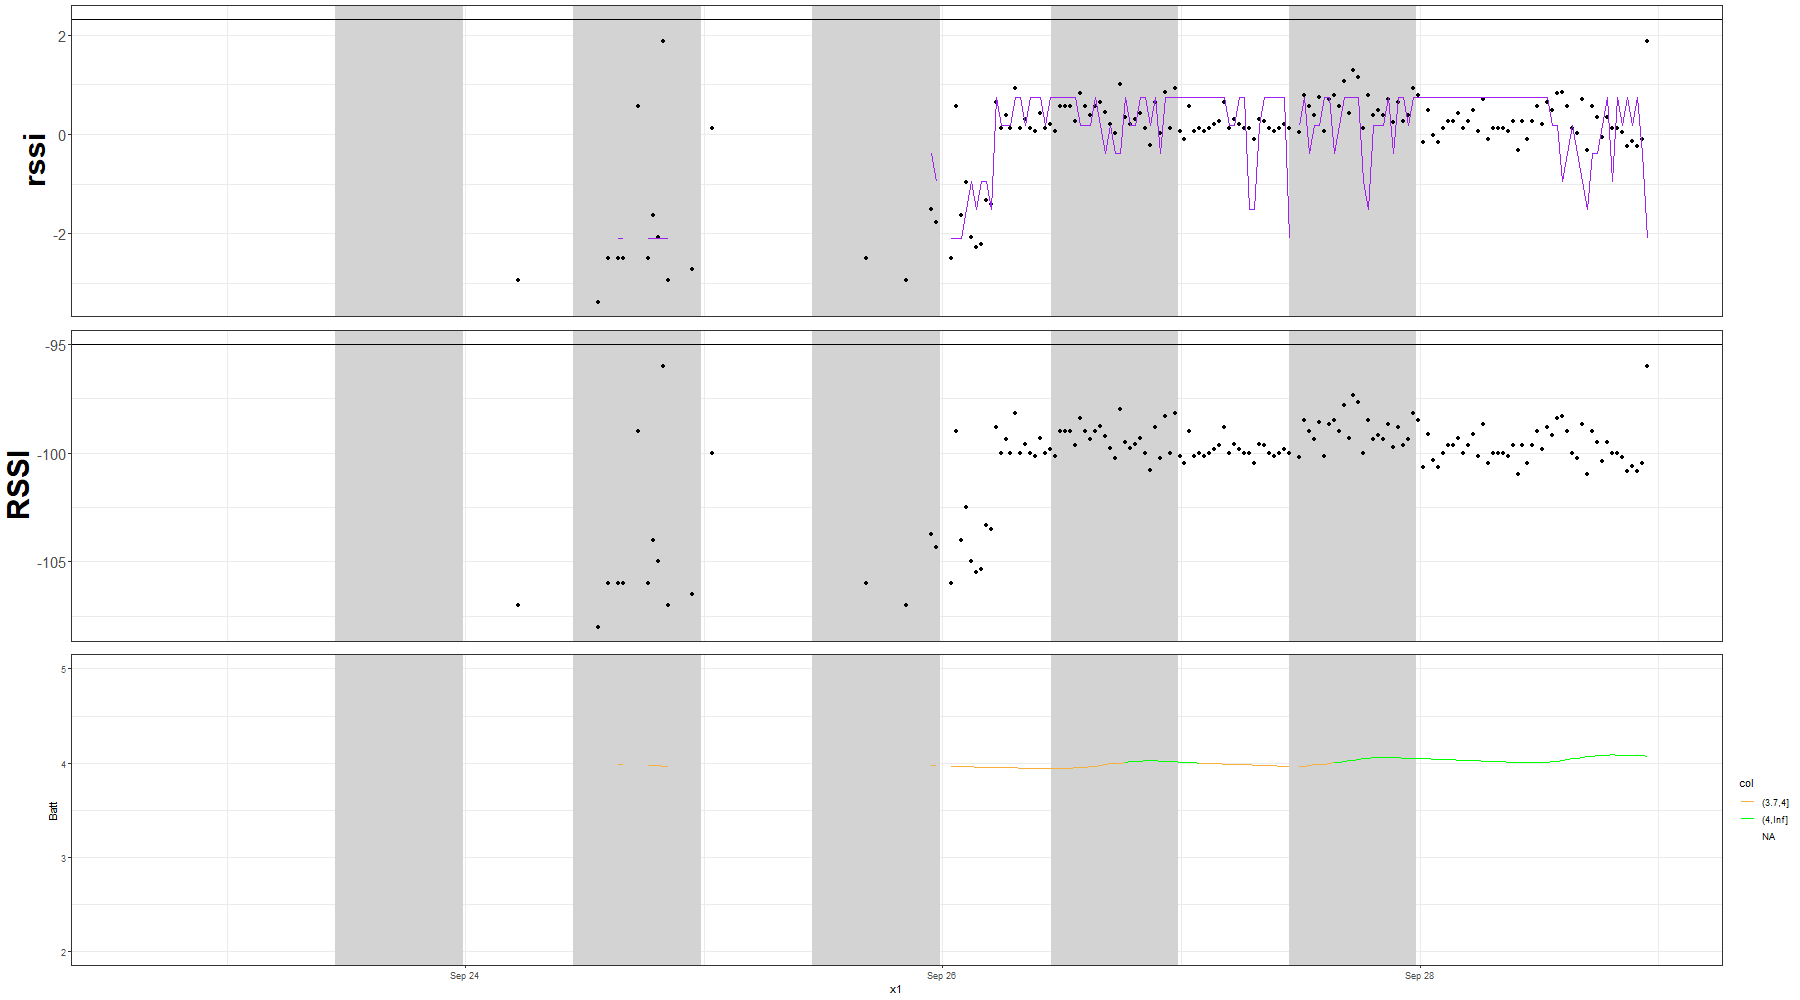 rssi
2
0
-2
RSSI
-95
-100
-105
Batt
5
4
3
2
Sep 24
Sep 26
Sep 28
x1
col
(3.7,4]
(4,Inf]
NA